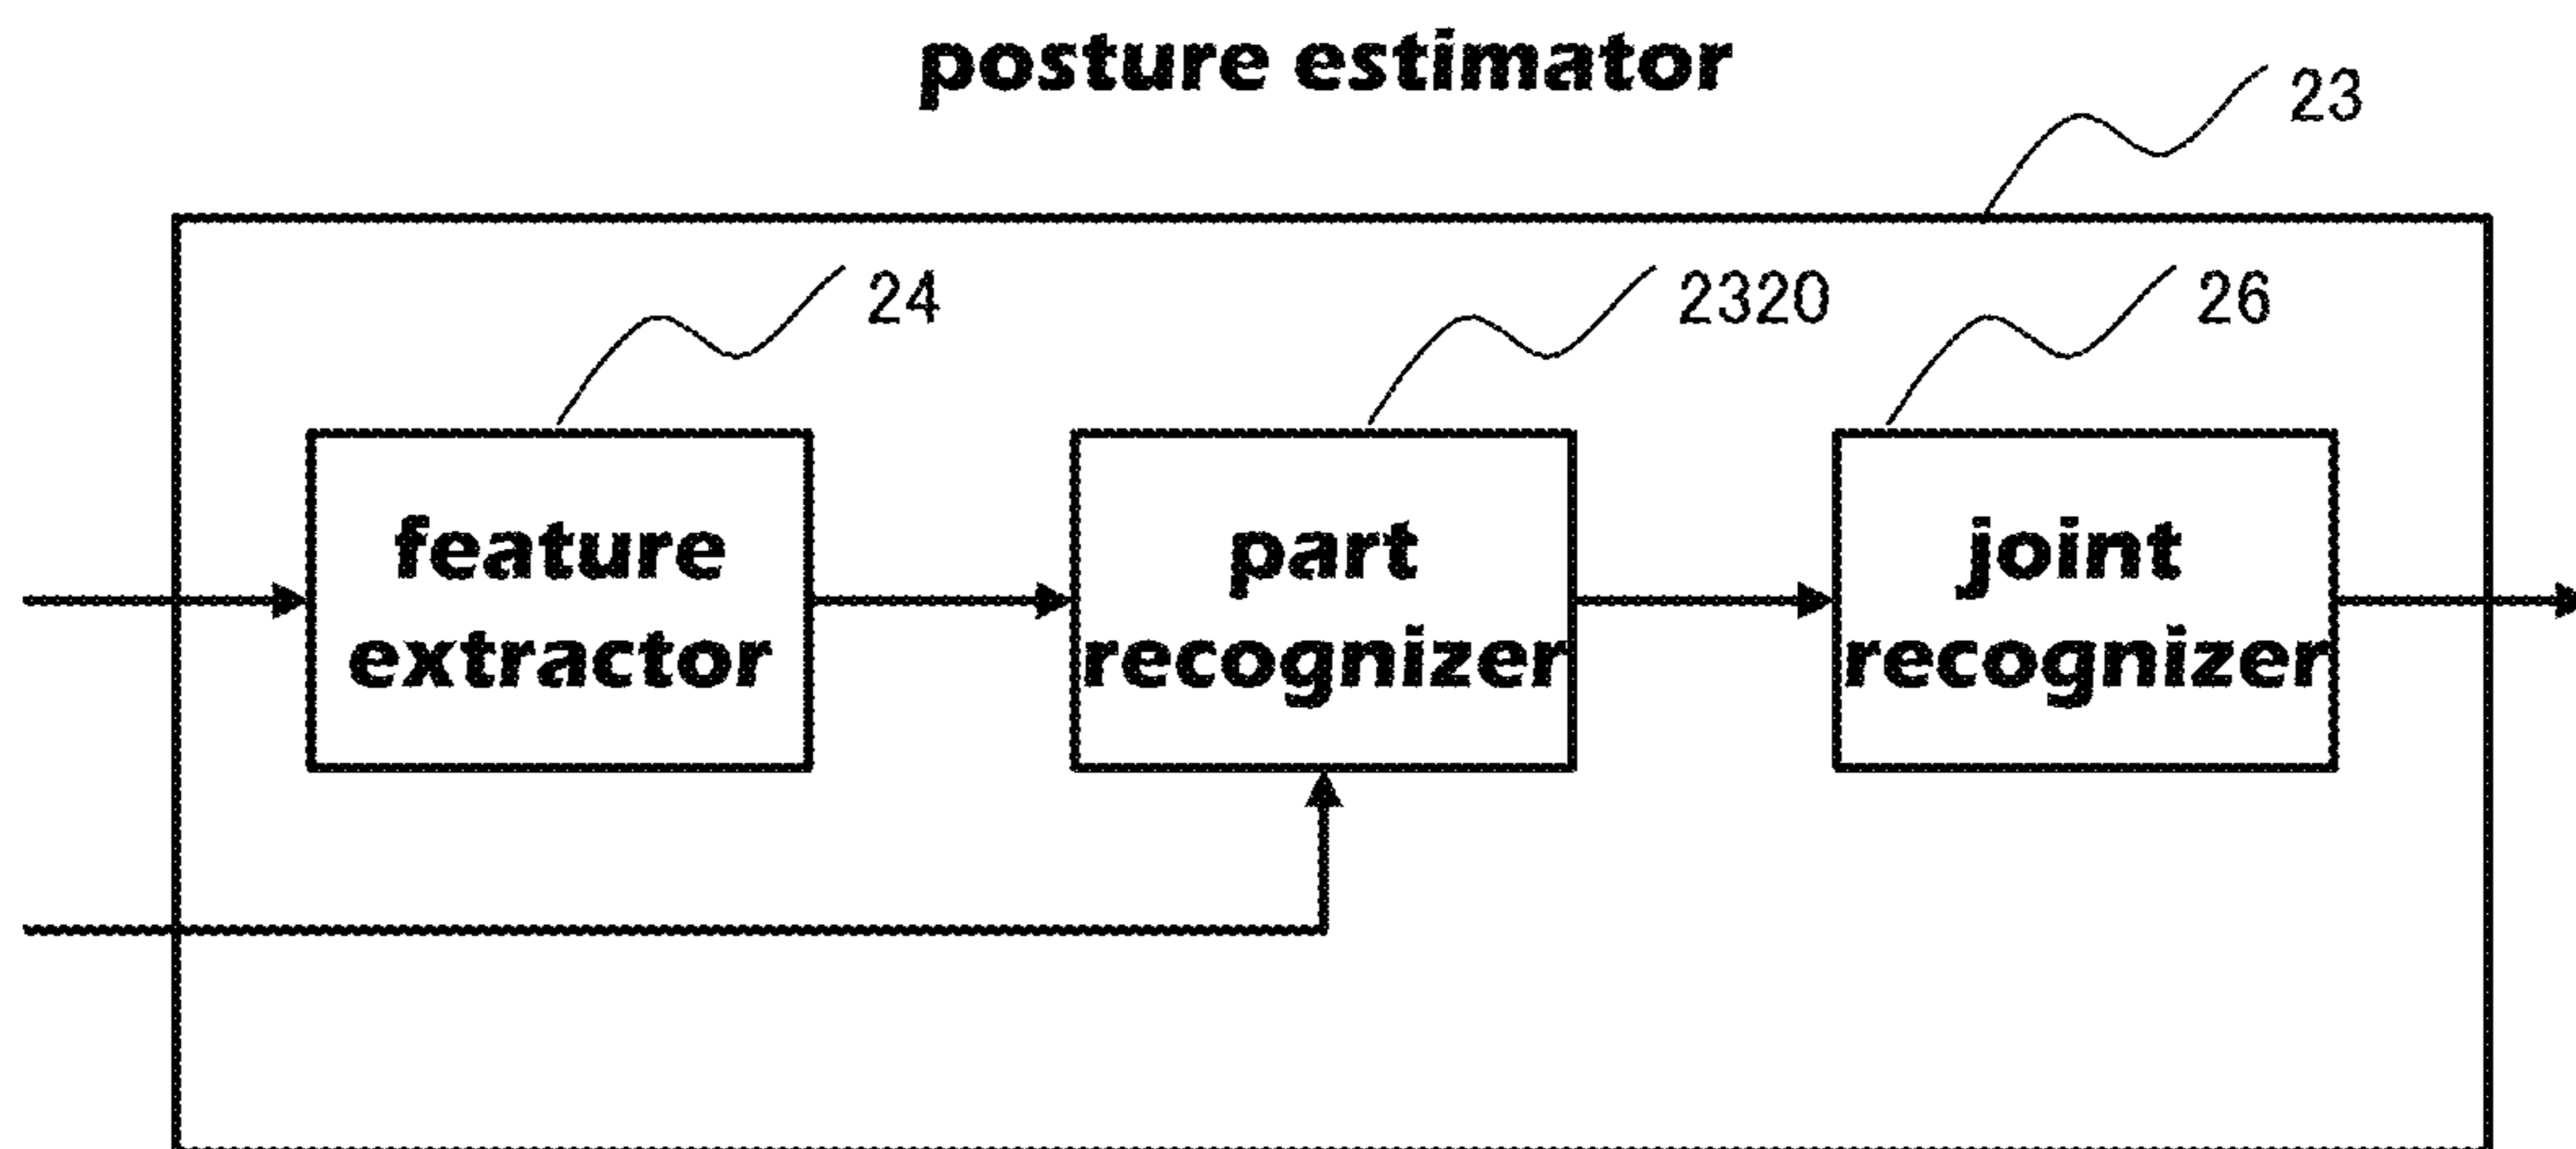 posture estimator
23
24
2320
26
feature
extractor
part
recognizer
joint
recognizer